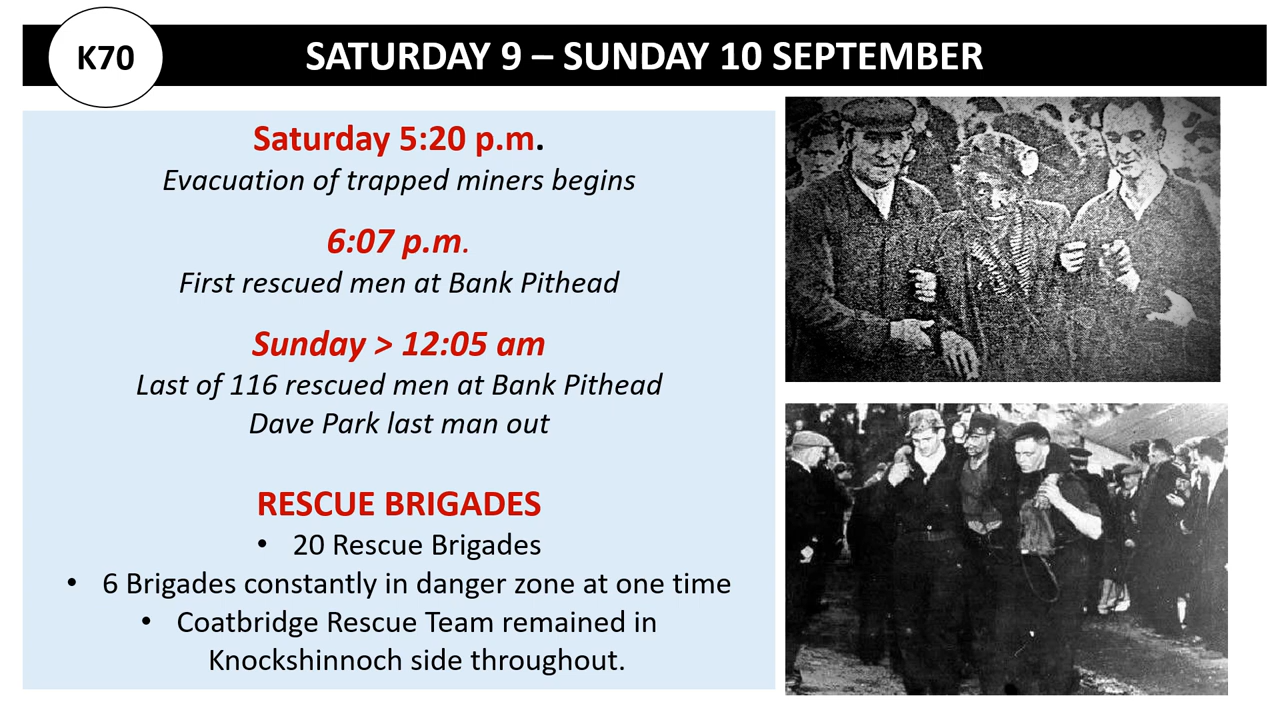 K70
SATURDAY 9 – SUNDAY 10 SEPTEMBER
Saturday 5:20 p.m.
Evacuation of trapped miners begins
6:07 p.m.
First rescued men at Bank Pithead
Sunday > 12:05 am
Last of 116 rescued men at Bank Pithead
Dave Park last man out
RESCUE BRIGADES
• 20 Rescue Brigades
• 6 Brigades constantly in danger zone at one time
• Coatbridge Rescue Team remained in
Knockshinnoch side throughout.